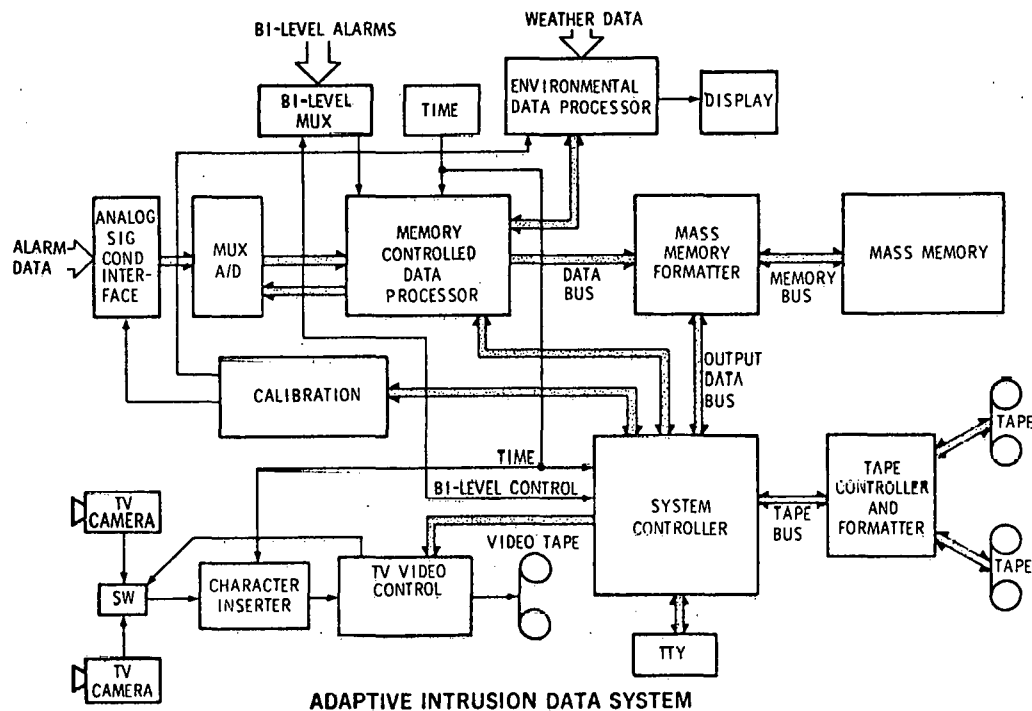 BI-LEVEL ALARMS
WEATHER DATA
BI-LEVEL
MUX
TIME
ENVIRONMENTAL
DATA PROCESSOR
DISPLAY
ALARM
DATA
ANALOG
SIG
COND
INTER-
FACE
MUX
A/D
MEMORY
CONTROLLED
DATA
PROCESSOR
DATA
BUS
MASS
MEMORY
FORMATTER
MEMORY
BUS
MASS MEMORY
CALIBRATION
OUTPUT
DATA
BUS
TIME
BI-LEVEL CONTROL
SYSTEM
CONTROLLER
TAPE
BUS
TAPE
CONTROLLER
AND
FORMATTER
TAPE
TAPE
TV
CAMERA
SW
CHARACTER
INSERTER
TV VIDEO
CONTROL
VIDEO TAPE
TTY
TV
CAMERA
ADAPTIVE INTRUSION DATA SYSTEM